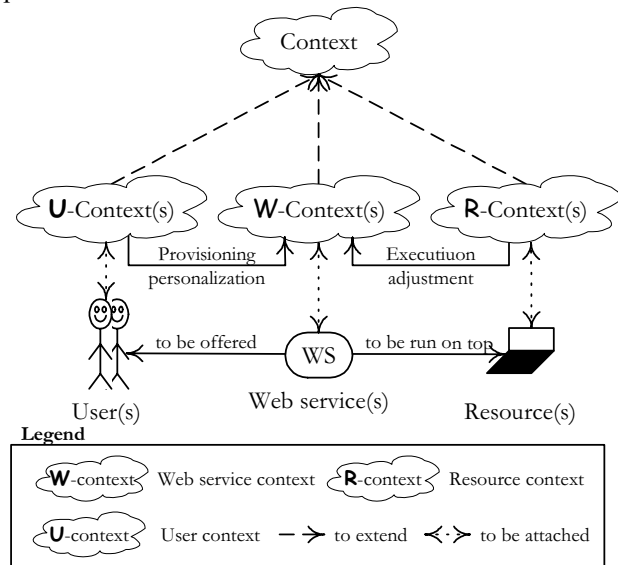 Context
U-Context(s) W-Context(s) R-Context(s)
Provisioning Executiuon
personalization adjustment
to be offered WS to be run on top
User(s) Web service(s) Resource(s)
Legend
W-context Web service context R-context Resource context
U-context User context to extend to be attached